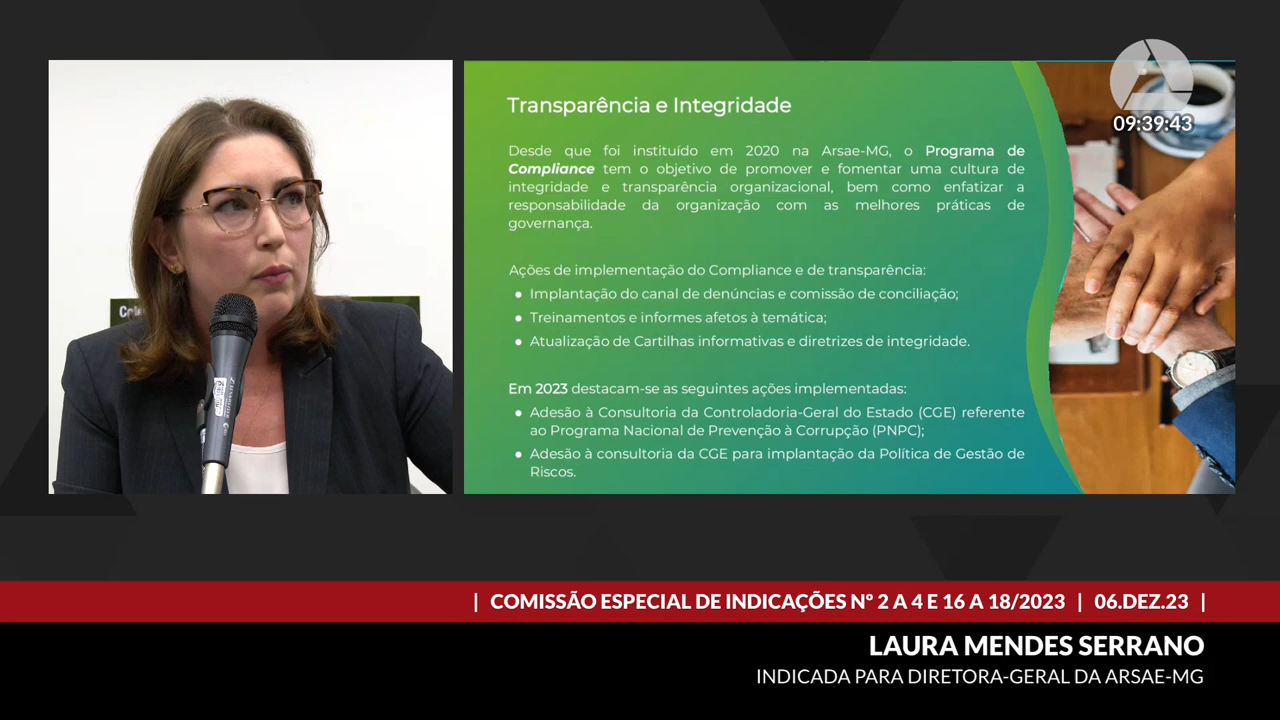 09:39:43
Transparência e Integridade
Desde que foi instituído em 2020 na Arsae-MG, o Programa de
Compliance tem o objetivo de promover e fomentar uma cultura de
integridade e transparência organizacional, bem como enfatizar a
responsabilidade da organização com as melhores práticas de
governança.
Ações de implementação do Compliance e de transparência:
● Implantação do canal de denúncias e comissão de conciliação;
● Treinamentos e informes afetos à temática;
● Atualização de Cartilhas informativas e diretrizes de integridade.
Em 2023 destacam-se as seguintes ações implementadas:
● Adesão à Consultoria da Controladoria-Geral do Estado (CGE) referente
ao Programa Nacional de Prevenção à Corrupção (PNPC);
● Adesão à consultoria da CGE para implantação da Política de Gestão de
Riscos.
| COMISSÃO ESPECIAL DE INDICAÇÕES Nº 2 A 4 E 16 A 18/2023 | 06.DEZ.23 |
LAURA MENDES SERRANO
INDICADA PARA DIRETORA-GERAL DA ARSAE-MG